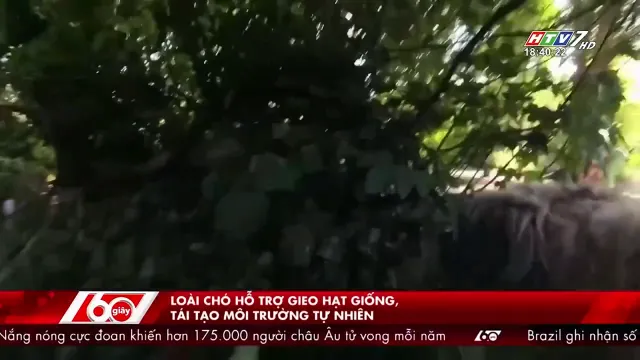 HTV7 HD
18:40:22
60 giây
LOÀI CHÓ HỖ TRỢ GIEO HẠT GIỐNG,
TÁI TẠO MÔI TRƯỜNG TỰ NHIÊN
Nắng nóng cực đoan khiến hơn 175.000 người châu Âu tử vong mỗi năm 60 Brazil ghi nhận số